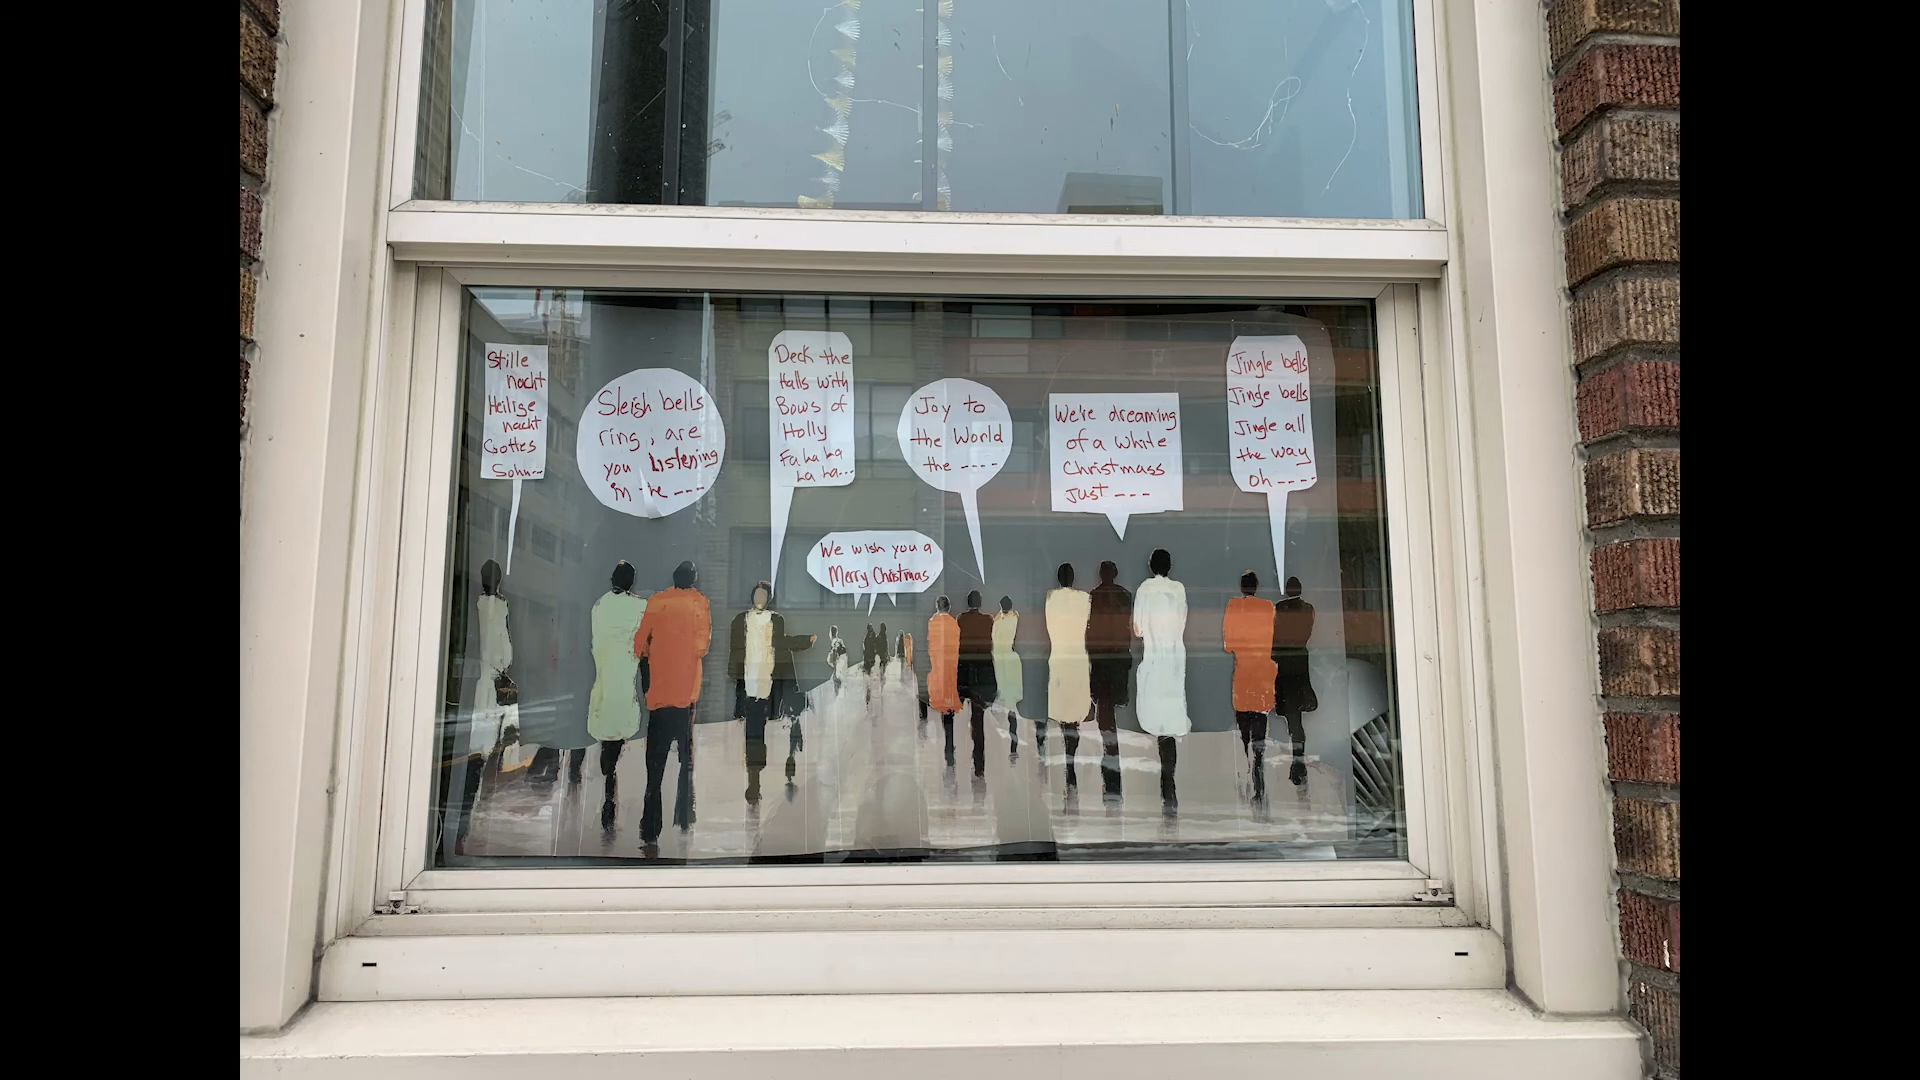 Stille
nacht
Heilige
nacht
Gottes
Sohn---
Sleigh bells
ring, are
you listening
in the ----
Deck the
Halls with
Bows of
Holly
Fa La La
La La...
We wish you a
Merry Christmas
Joy to
the World
the ----
We're dreaming
of a white
Christmass
Just ---
Jingle bells
Jingle bells
Jingle all
the way
oh ----